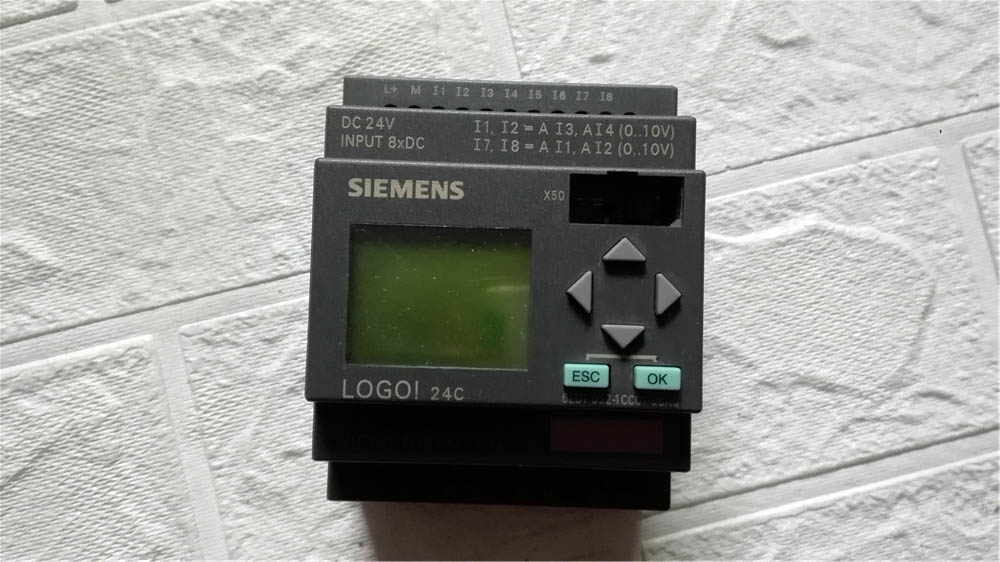 L+ M I1 I2 I3 I4 I5 I6 I7 I8
DC 24V
INPUT 8xDC
I1, I2 = A I3, A I4 (0..10V)
I7, I8 = A I1, A I2 (0..10V)
SIEMENS
X50
ESC
OK
LOGO! 24C